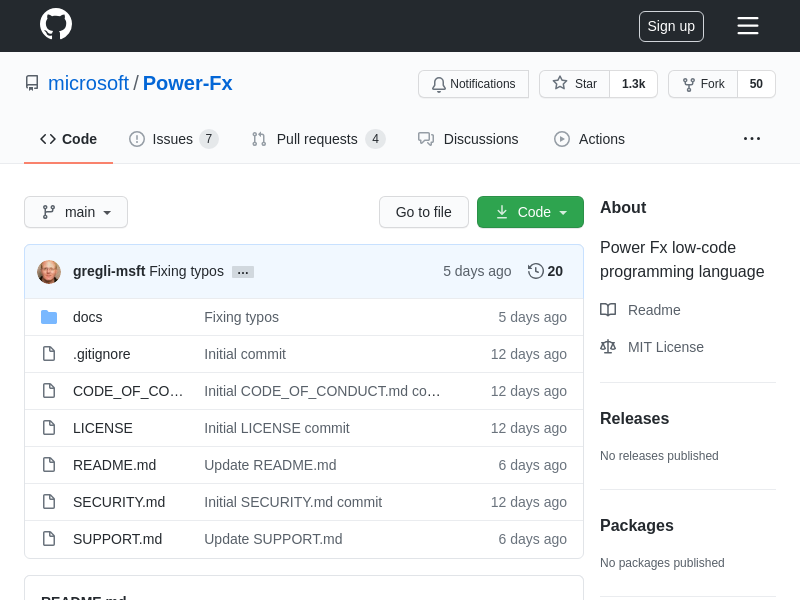 Sign up
microsoft / Power-Fx
Notifications
Star 1.3k
Fork 50
Code
Issues 7
Pull requests 4
Discussions
Actions
main
Go to file
Code
gregli-msft Fixing typos … 5 days ago 20
docs Fixing typos 5 days ago
.gitignore Initial commit 12 days ago
CODE_OF_CO… Initial CODE_OF_CONDUCT.md co… 12 days ago
LICENSE Initial LICENSE commit 12 days ago
README.md Update README.md 6 days ago
SECURITY.md Initial SECURITY.md commit 12 days ago
SUPPORT.md Update SUPPORT.md 6 days ago
README.md
About
Power Fx low-code
programming language
Readme
MIT License
Releases
No releases published
Packages
No packages published